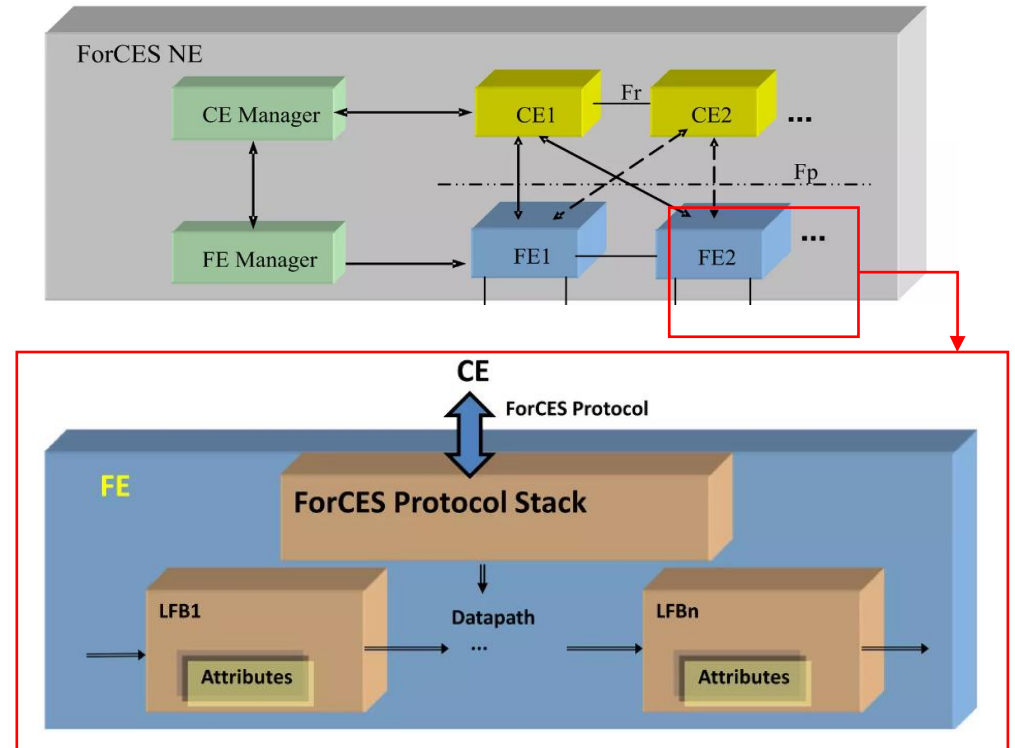 ForCES NE
CE Manager
CE1
Fr
CE2
...
Fp
FE Manager
FE1
FE2
...
CE
ForCES Protocol
FE
ForCES Protocol Stack
LFB1
Attributes
Datapath
...
LFBn
Attributes